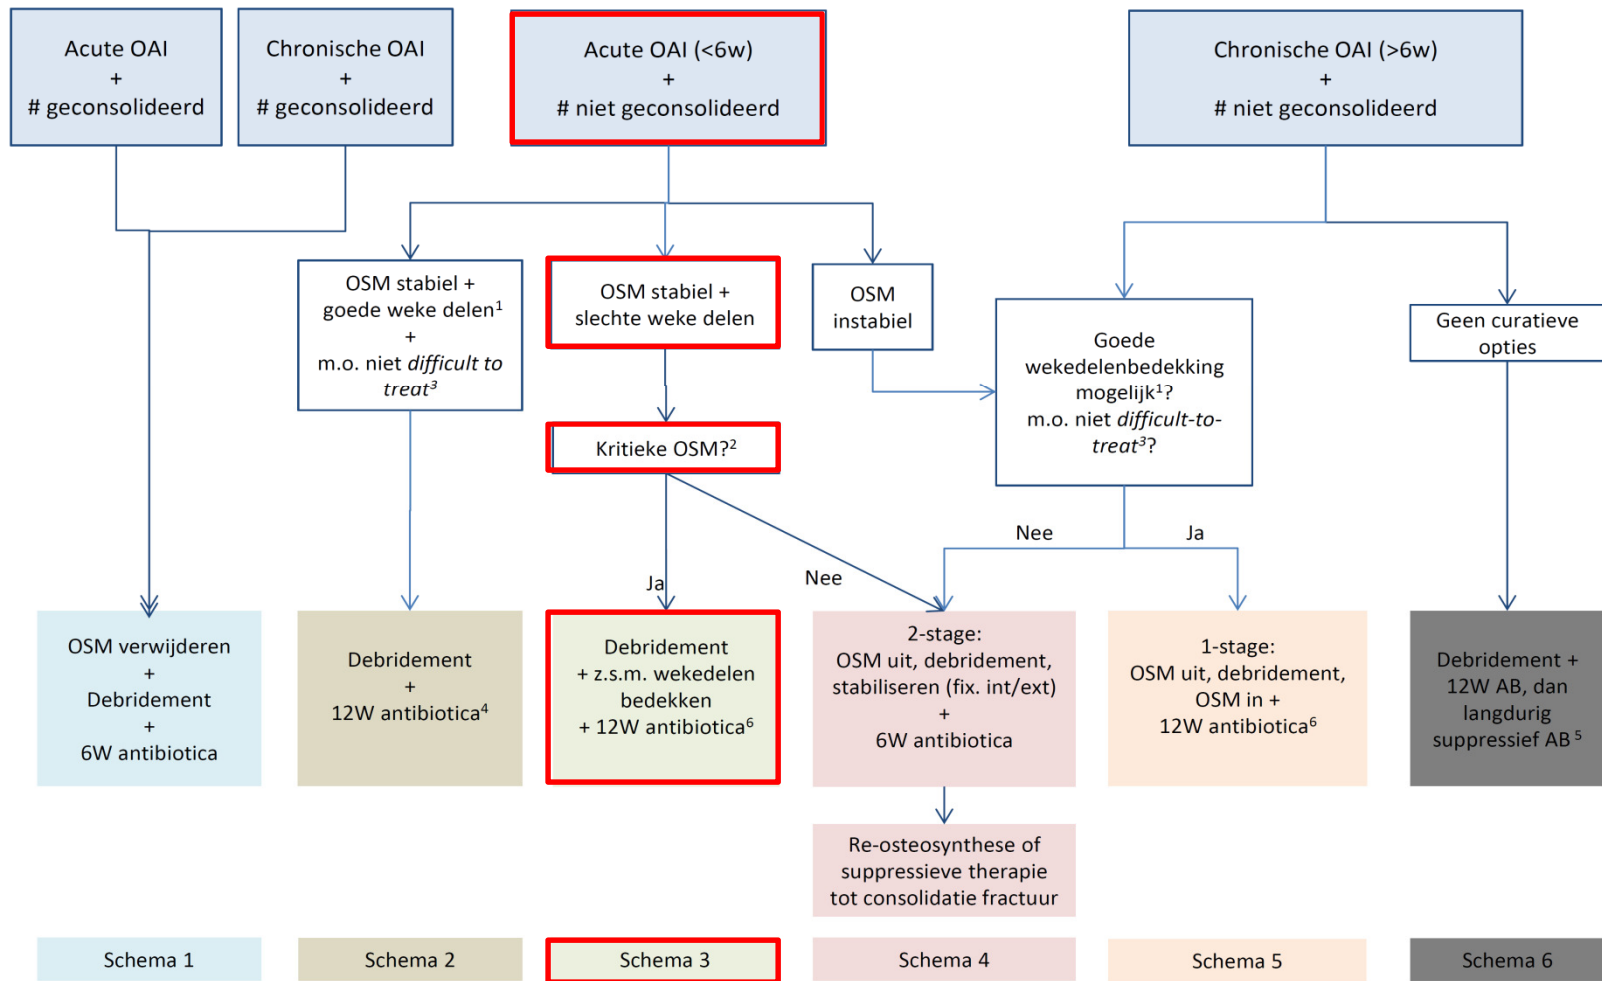 Acute OAI
+
# geconsolideerd
Chronische OAI
+
# geconsolideerd
Acute OAI (<6w)
+
# niet geconsolideerd
Chronische OAI (>6w)
+
# niet geconsolideerd
OSM stabiel +
goede weke delen¹
+
m.o. niet difficult to
treat³
OSM stabiel +
slechte weke delen
OSM
instabiel
Goede
wekedelenbedekking
mogelijk¹?
m.o. niet difficult-to-
treat³?
Geen curatieve
opties
Kritieke OSM?²
Ja
Nee
Nee
Ja
OSM verwijderen
+
Debridement
+
6W antibiotica
Debridement
+
12W antibiotica⁴
Debridement
+ z.s.m. wekedelen
bedekken
+ 12W antibiotica⁶
2-stage:
OSM uit, debridement,
stabiliseren (fix. int/ext)
+
6W antibiotica
1-stage:
OSM uit, debridement,
OSM in +
12W antibiotica⁶
Debridement +
12W AB, dan
langdurig
suppressief AB ⁵
Re-osteosynthese of
suppressieve therapie
tot consolidatie fractuur
Schema 1
Schema 2
Schema 3
Schema 4
Schema 5
Schema 6